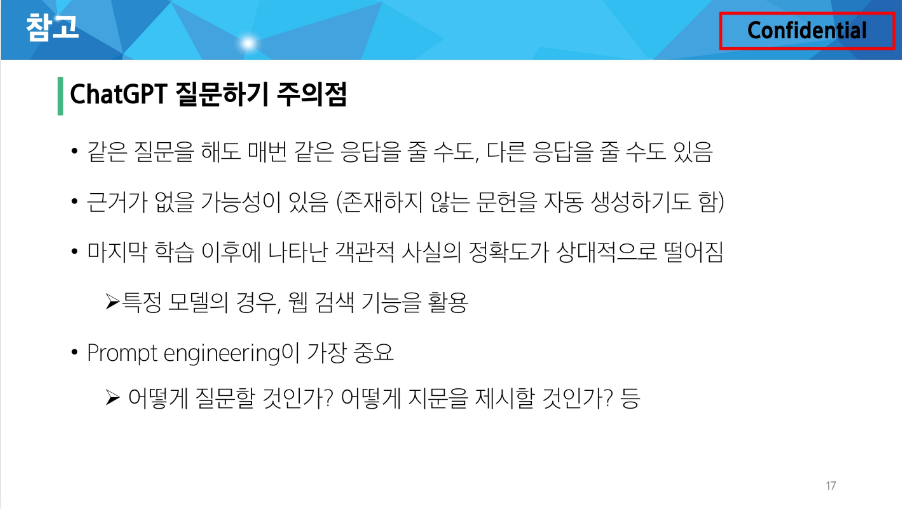 참고
Confidential
ChatGPT 질문하기 주의점
• 같은 질문을 해도 매번 같은 응답을 줄 수도, 다른 응답을 줄 수도 있음
• 근거가 없을 가능성이 있음 (존재하지 않는 문헌을 자동 생성하기도 함)
• 마지막 학습 이후에 나타난 객관적 사실의 정확도가 상대적으로 떨어짐
➢특정 모델의 경우, 웹 검색 기능을 활용
• Prompt engineering이 가장 중요
➢ 어떻게 질문할 것인가? 어떻게 지문을 제시할 것인가? 등
17